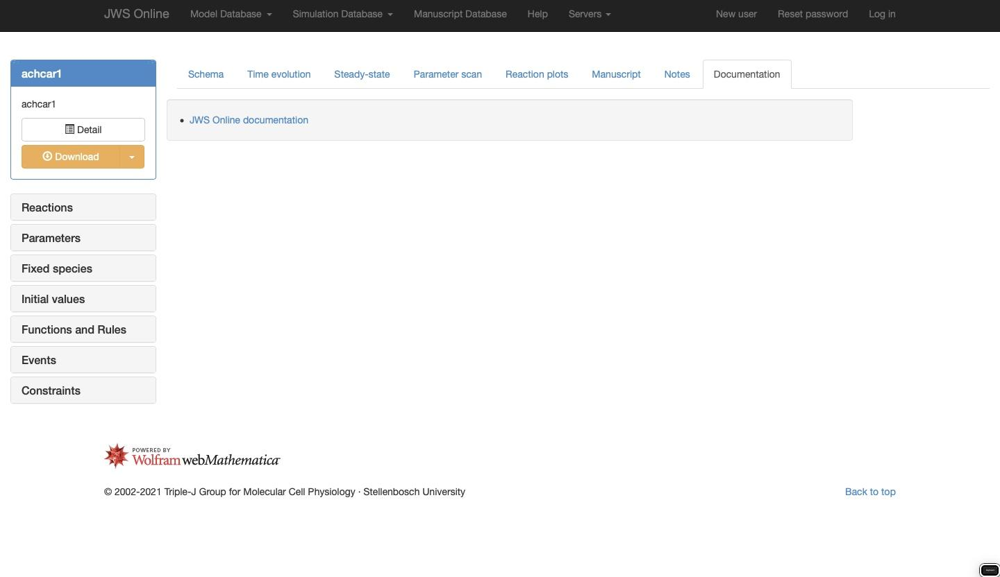 JWS Online Model Database Simulation Database Manuscript Database Help Servers New user Reset password Log in
achcar1
Schema Time evolution Steady-state Parameter scan Reaction plots Manuscript Notes Documentation
achcar1
JWS Online documentation
Detail
Download
Reactions
Parameters
Fixed species
Initial values
Functions and Rules
Events
Constraints
POWERED BY
Wolfram webMathematica
© 2002-2021 Triple-J Group for Molecular Cell Physiology · Stellenbosch University
Back to top